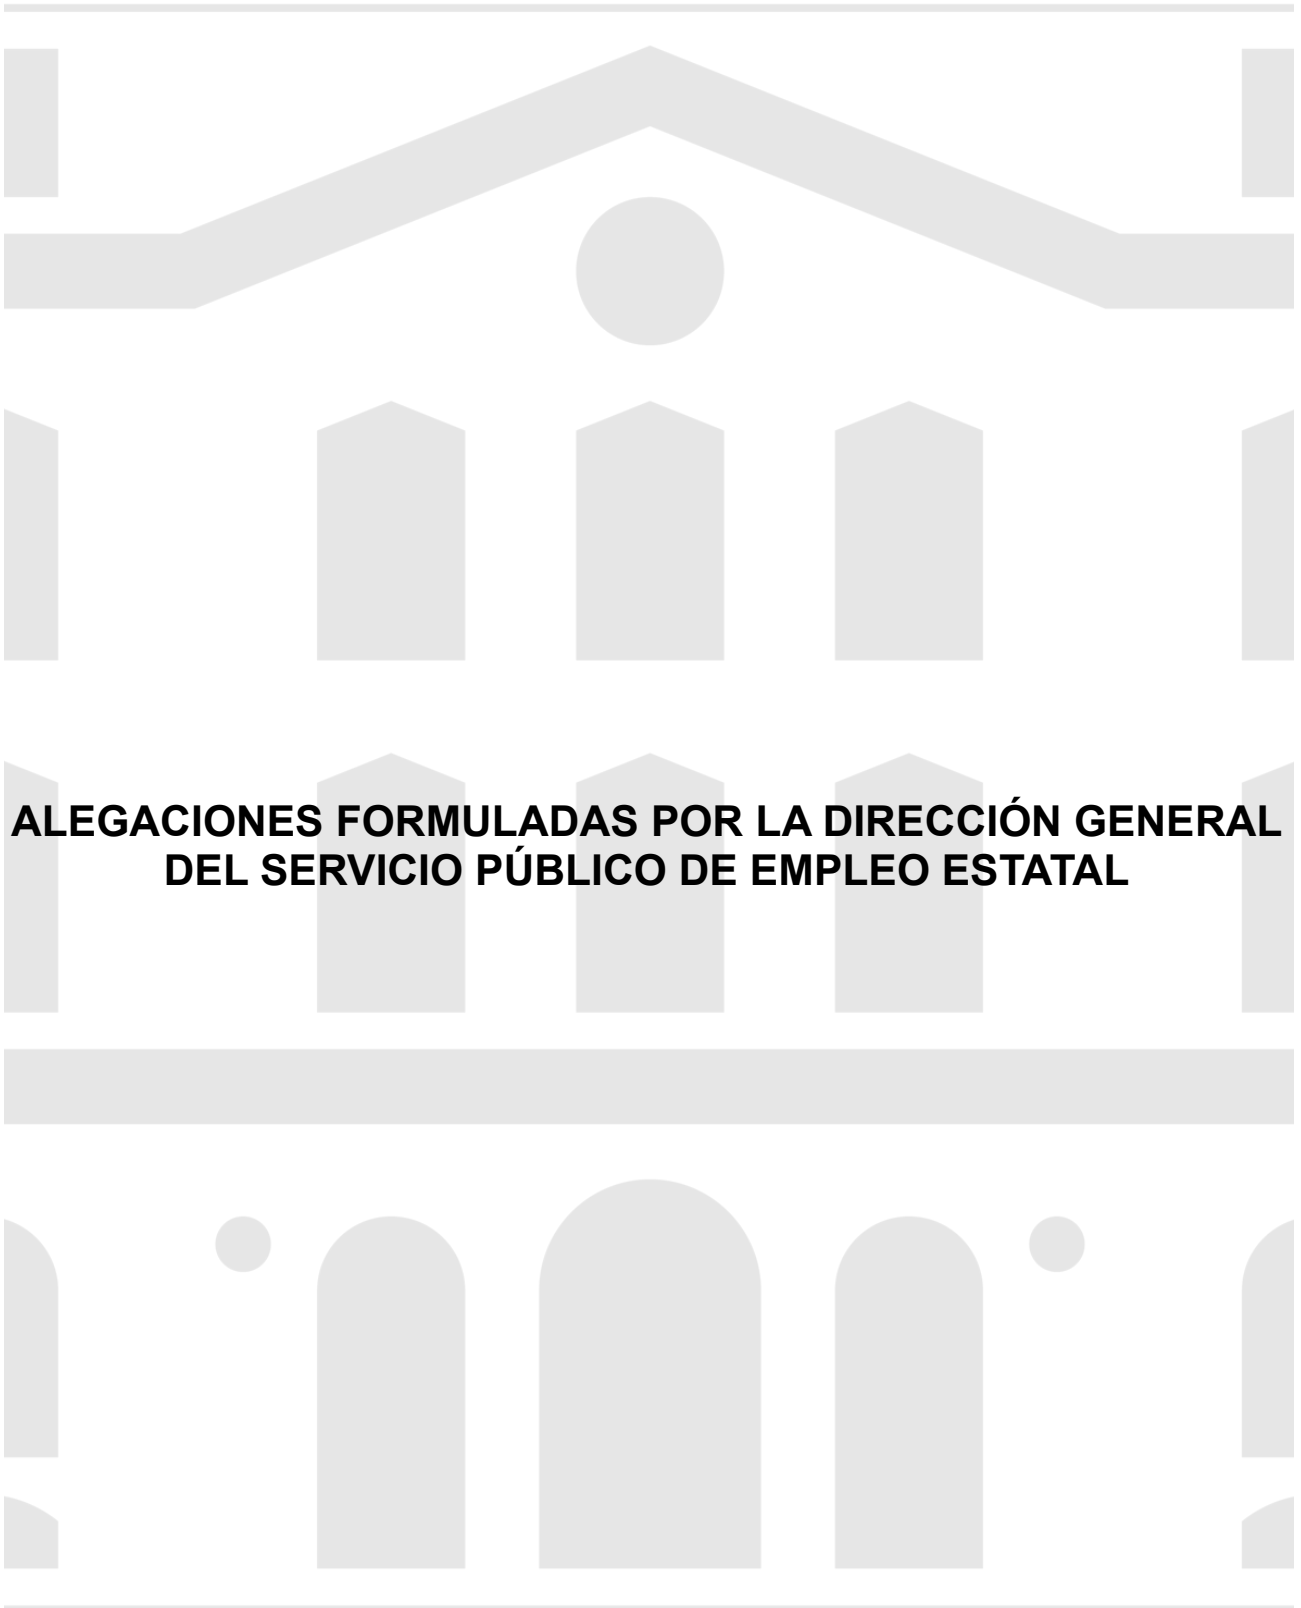 ALEGACIONES FORMULADAS POR LA DIRECCIÓN GENERAL
DEL SERVICIO PÚBLICO DE EMPLEO ESTATAL